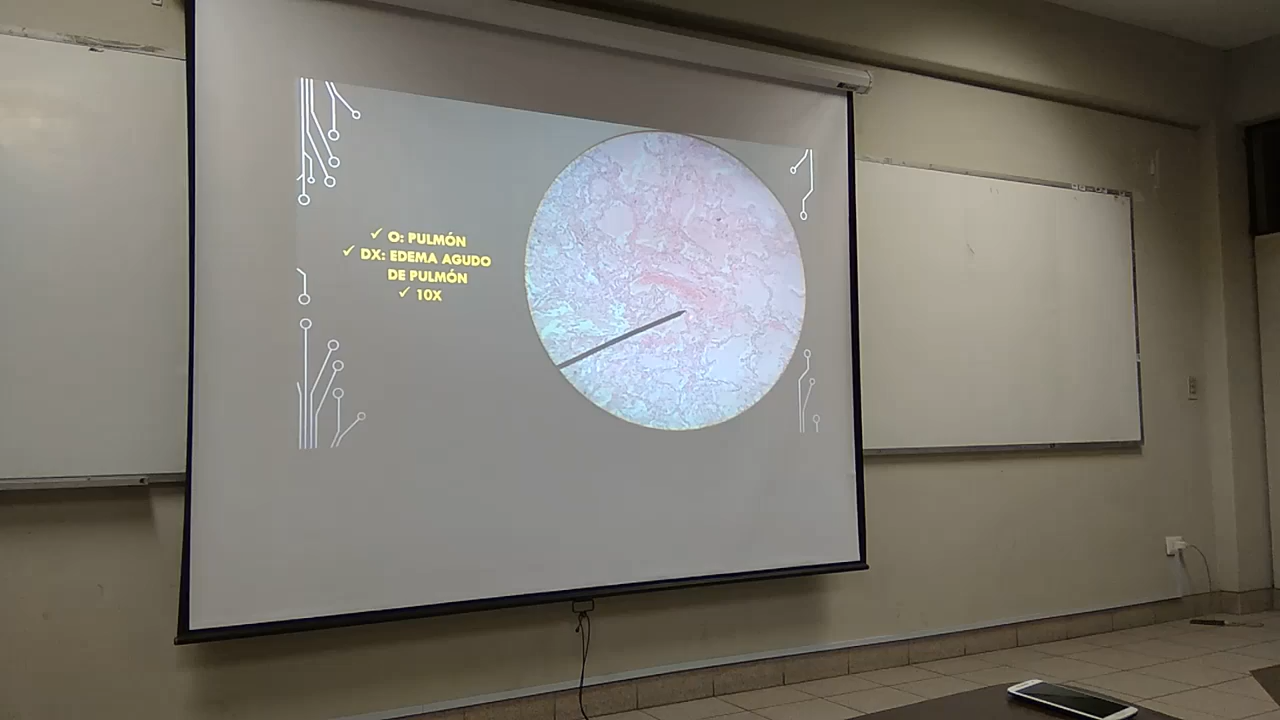 ✓ O: PULMÓN
✓ DX: EDEMA AGUDO
DE PULMÓN
✓ 10X